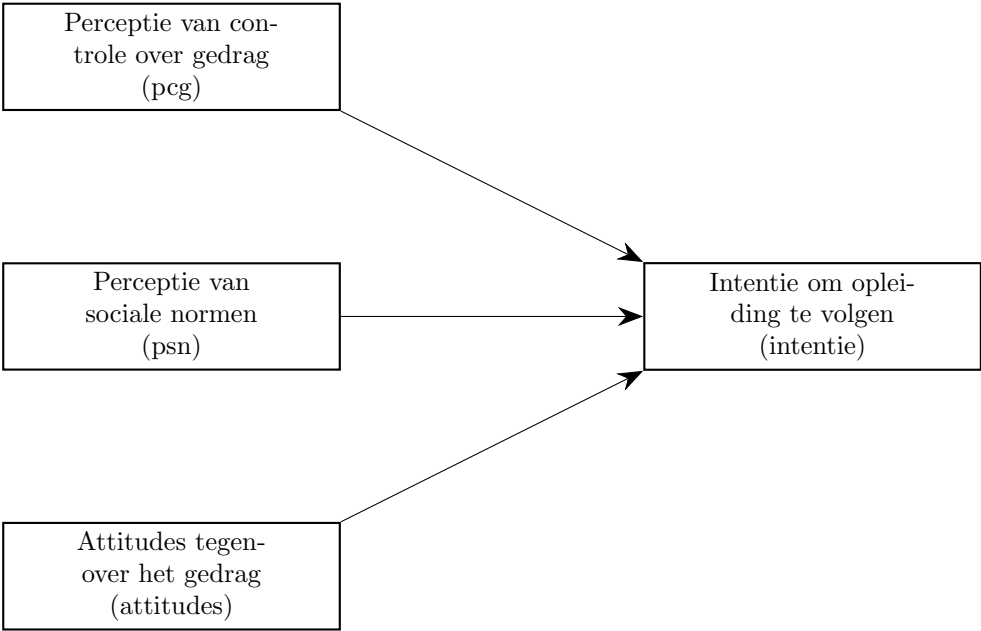 Perceptie van con-
trole over gedrag
(pcg)
Perceptie van
sociale normen
(psn)
Intentie om oplei-
ding te volgen
(intentie)
Attitudes tegen-
over het gedrag
(attitudes)